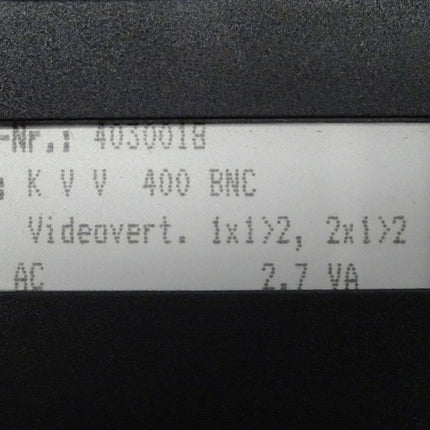 -Nr.: 4030018
: K V V 400 BNC
Videovert. 1x1>2, 2x1>2
AC 2.7 VA